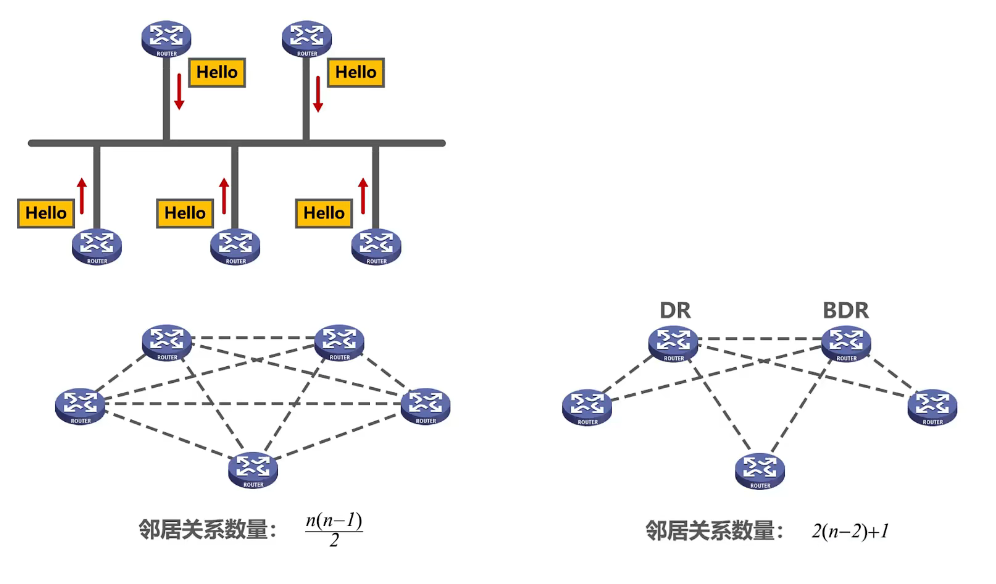 ROUTER ROUTER
Hello Hello
Hello Hello Hello
ROUTER ROUTER ROUTER
DR BDR
ROUTER ROUTER ROUTER ROUTER
ROUTER ROUTER ROUTER ROUTER
ROUTER ROUTER
邻居关系数量： n(n−1)/2
邻居关系数量： 2(n−2)+1